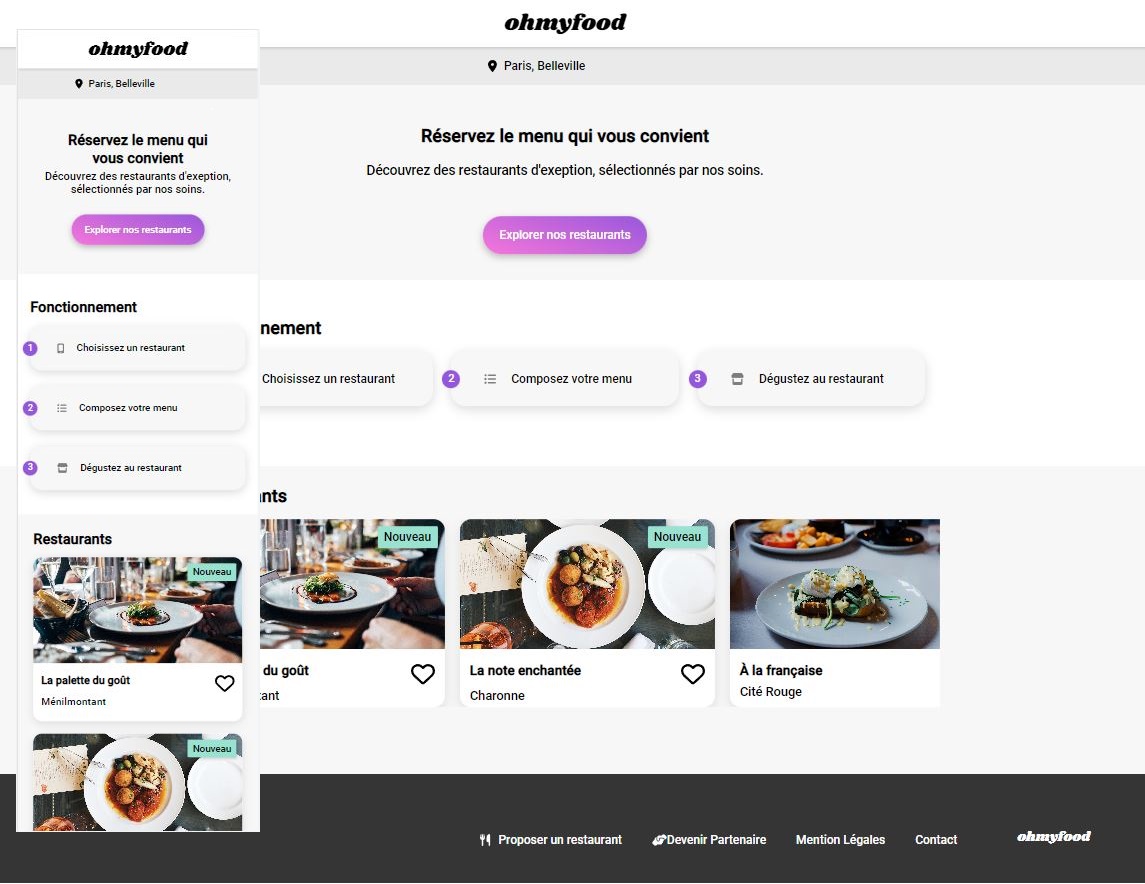 ohmyfood
Paris, Belleville
Réservez le menu qui
vous convient
Découvrez des restaurants d'exeption,
sélectionnés par nos soins.
Explorer nos restaurants
Fonctionnement
1 Choisissez un restaurant
2 Composez votre menu
3 Dégustez au restaurant
Restaurants
Nouveau
La palette du goût
Ménilmontant
Nouveau
ohmyfood
Paris, Belleville
Réservez le menu qui vous convient
Découvrez des restaurants d'exeption, sélectionnés par nos soins.
Explorer nos restaurants
nement
Choisissez un restaurant
2 Composez votre menu
3 Dégustez au restaurant
ants
Nouveau
du goût
tant
Nouveau
La note enchantée
Charonne
À la française
Cité Rouge
Proposer un restaurant
Devenir Partenaire
Mention Légales
Contact
ohmyfood